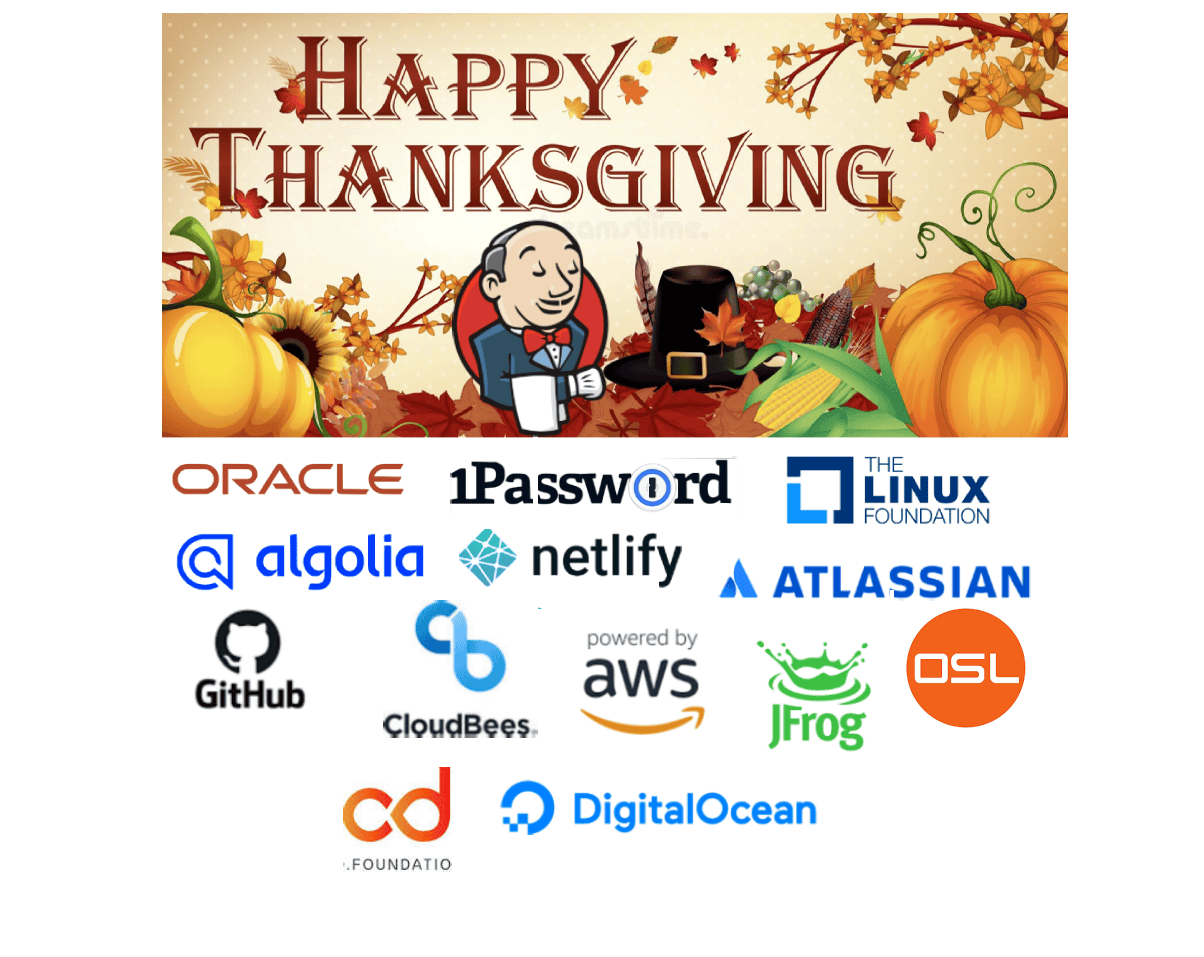 HAPPY
THANKSGIVING
ORACLE
1Password
THE
LINUX
FOUNDATION
algolia
netlify
ATLASSIAN
GitHub
CloudBees
powered by
aws
JFrog
OSL
cd
.FOUNDATIO
DigitalOcean